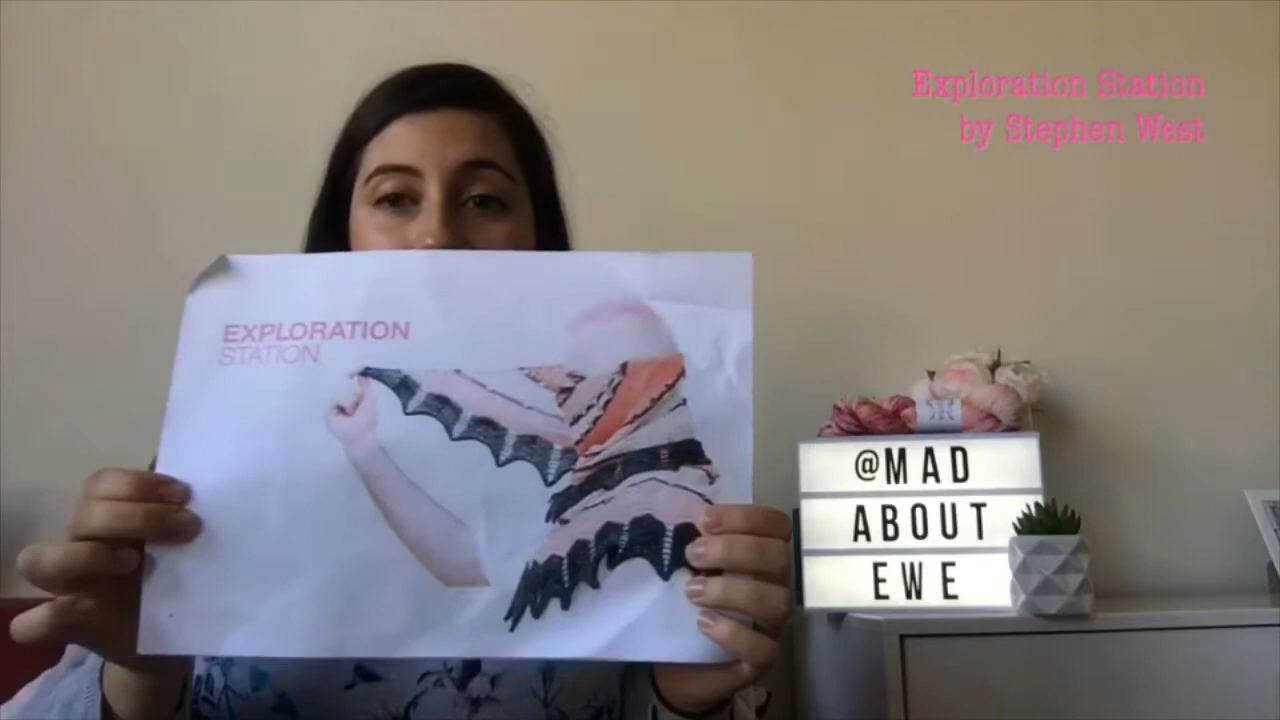 Exploration Station
by Stephen West
EXPLORATION
STATION
@MAD
ABOUT
EWE